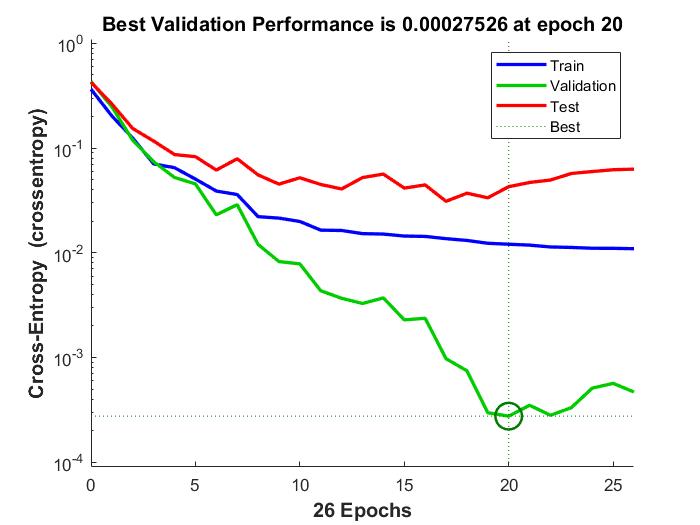 Best Validation Performance is 0.00027526 at epoch 20
Cross-Entropy (crossentropy)
10^0
10^-1
10^-2
10^-3
10^-4
Train
Validation
Test
Best
0 5 10 15 20 25
26 Epochs